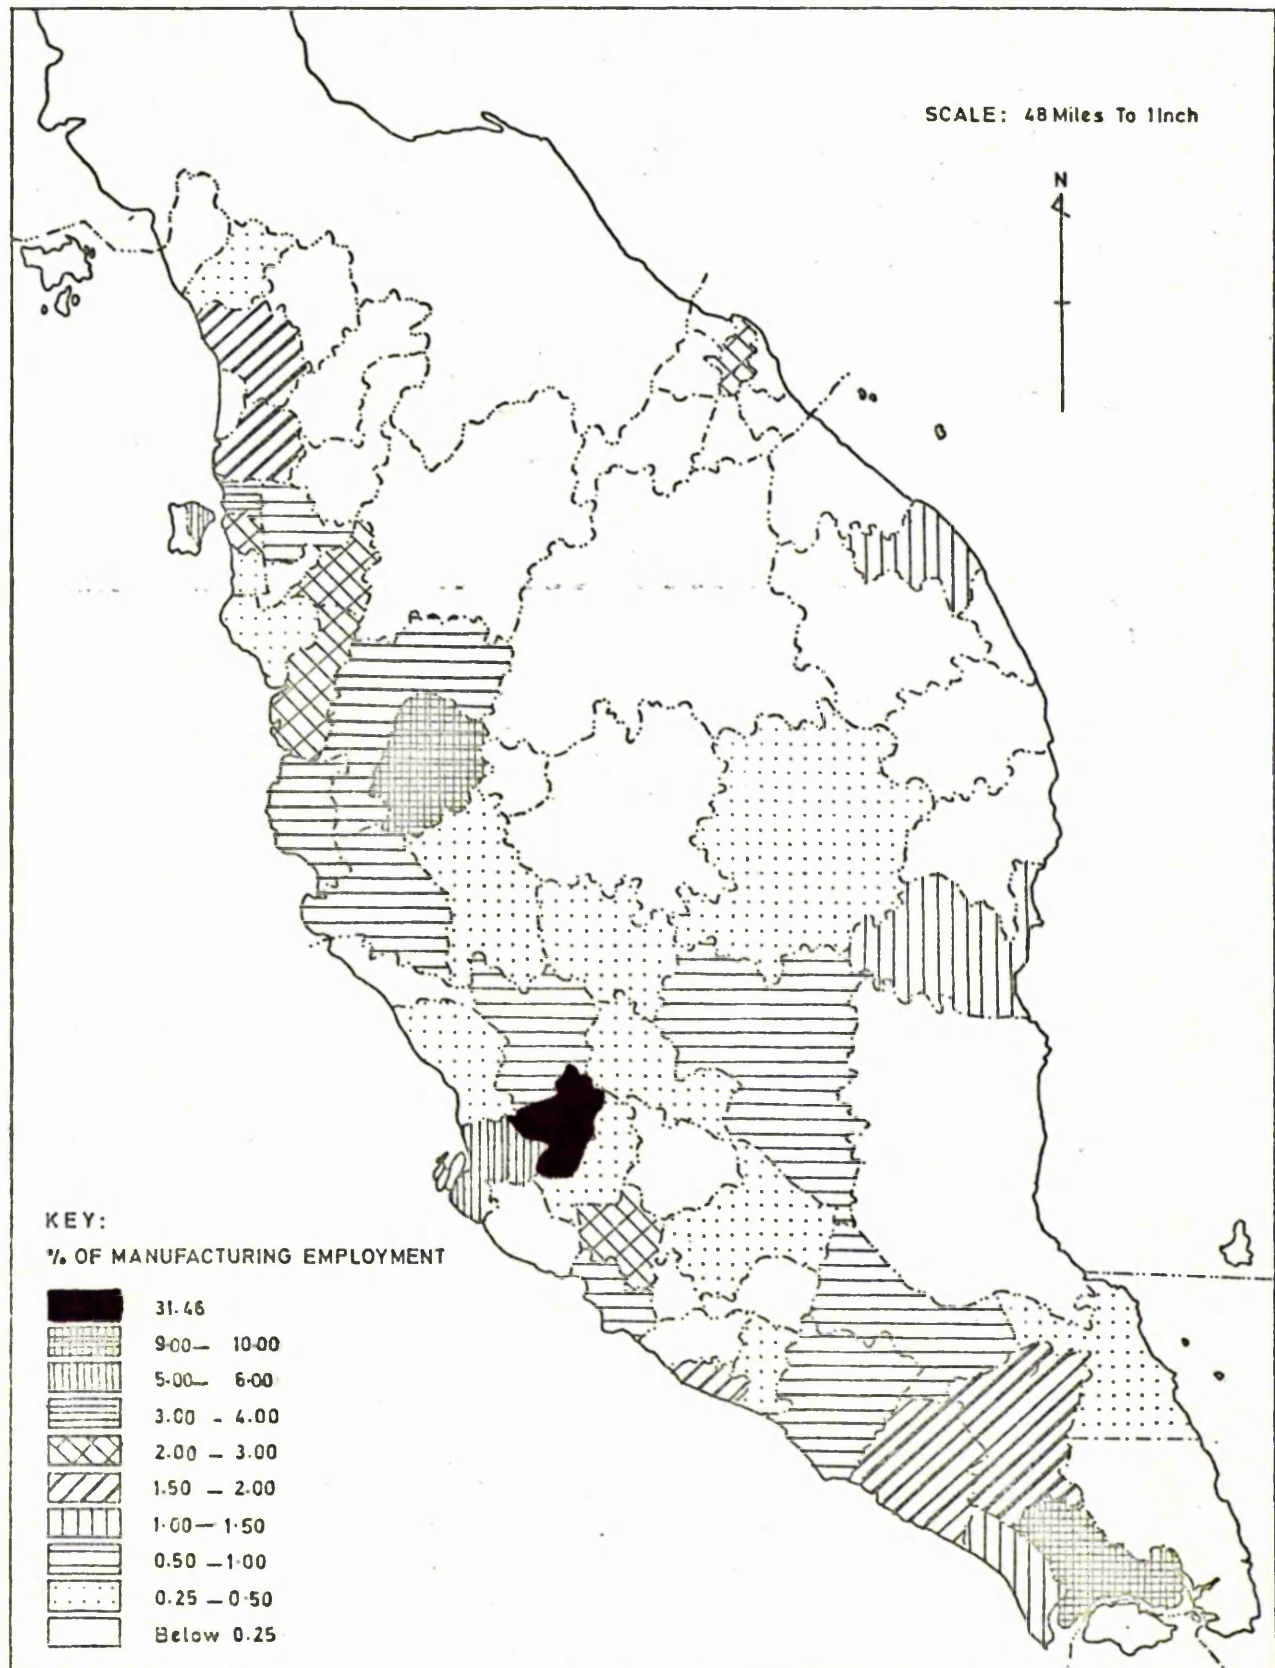 SCALE: 48 Miles To 1 Inch
N
KEY:
% OF MANUFACTURING EMPLOYMENT
31.46
9.00 — 10.00
5.00 — 6.00
3.00 - 4.00
2.00 — 3.00
1.50 — 2.00
1.00 — 1.50
0.50 — 1.00
0.25 — 0.50
Below 0.25